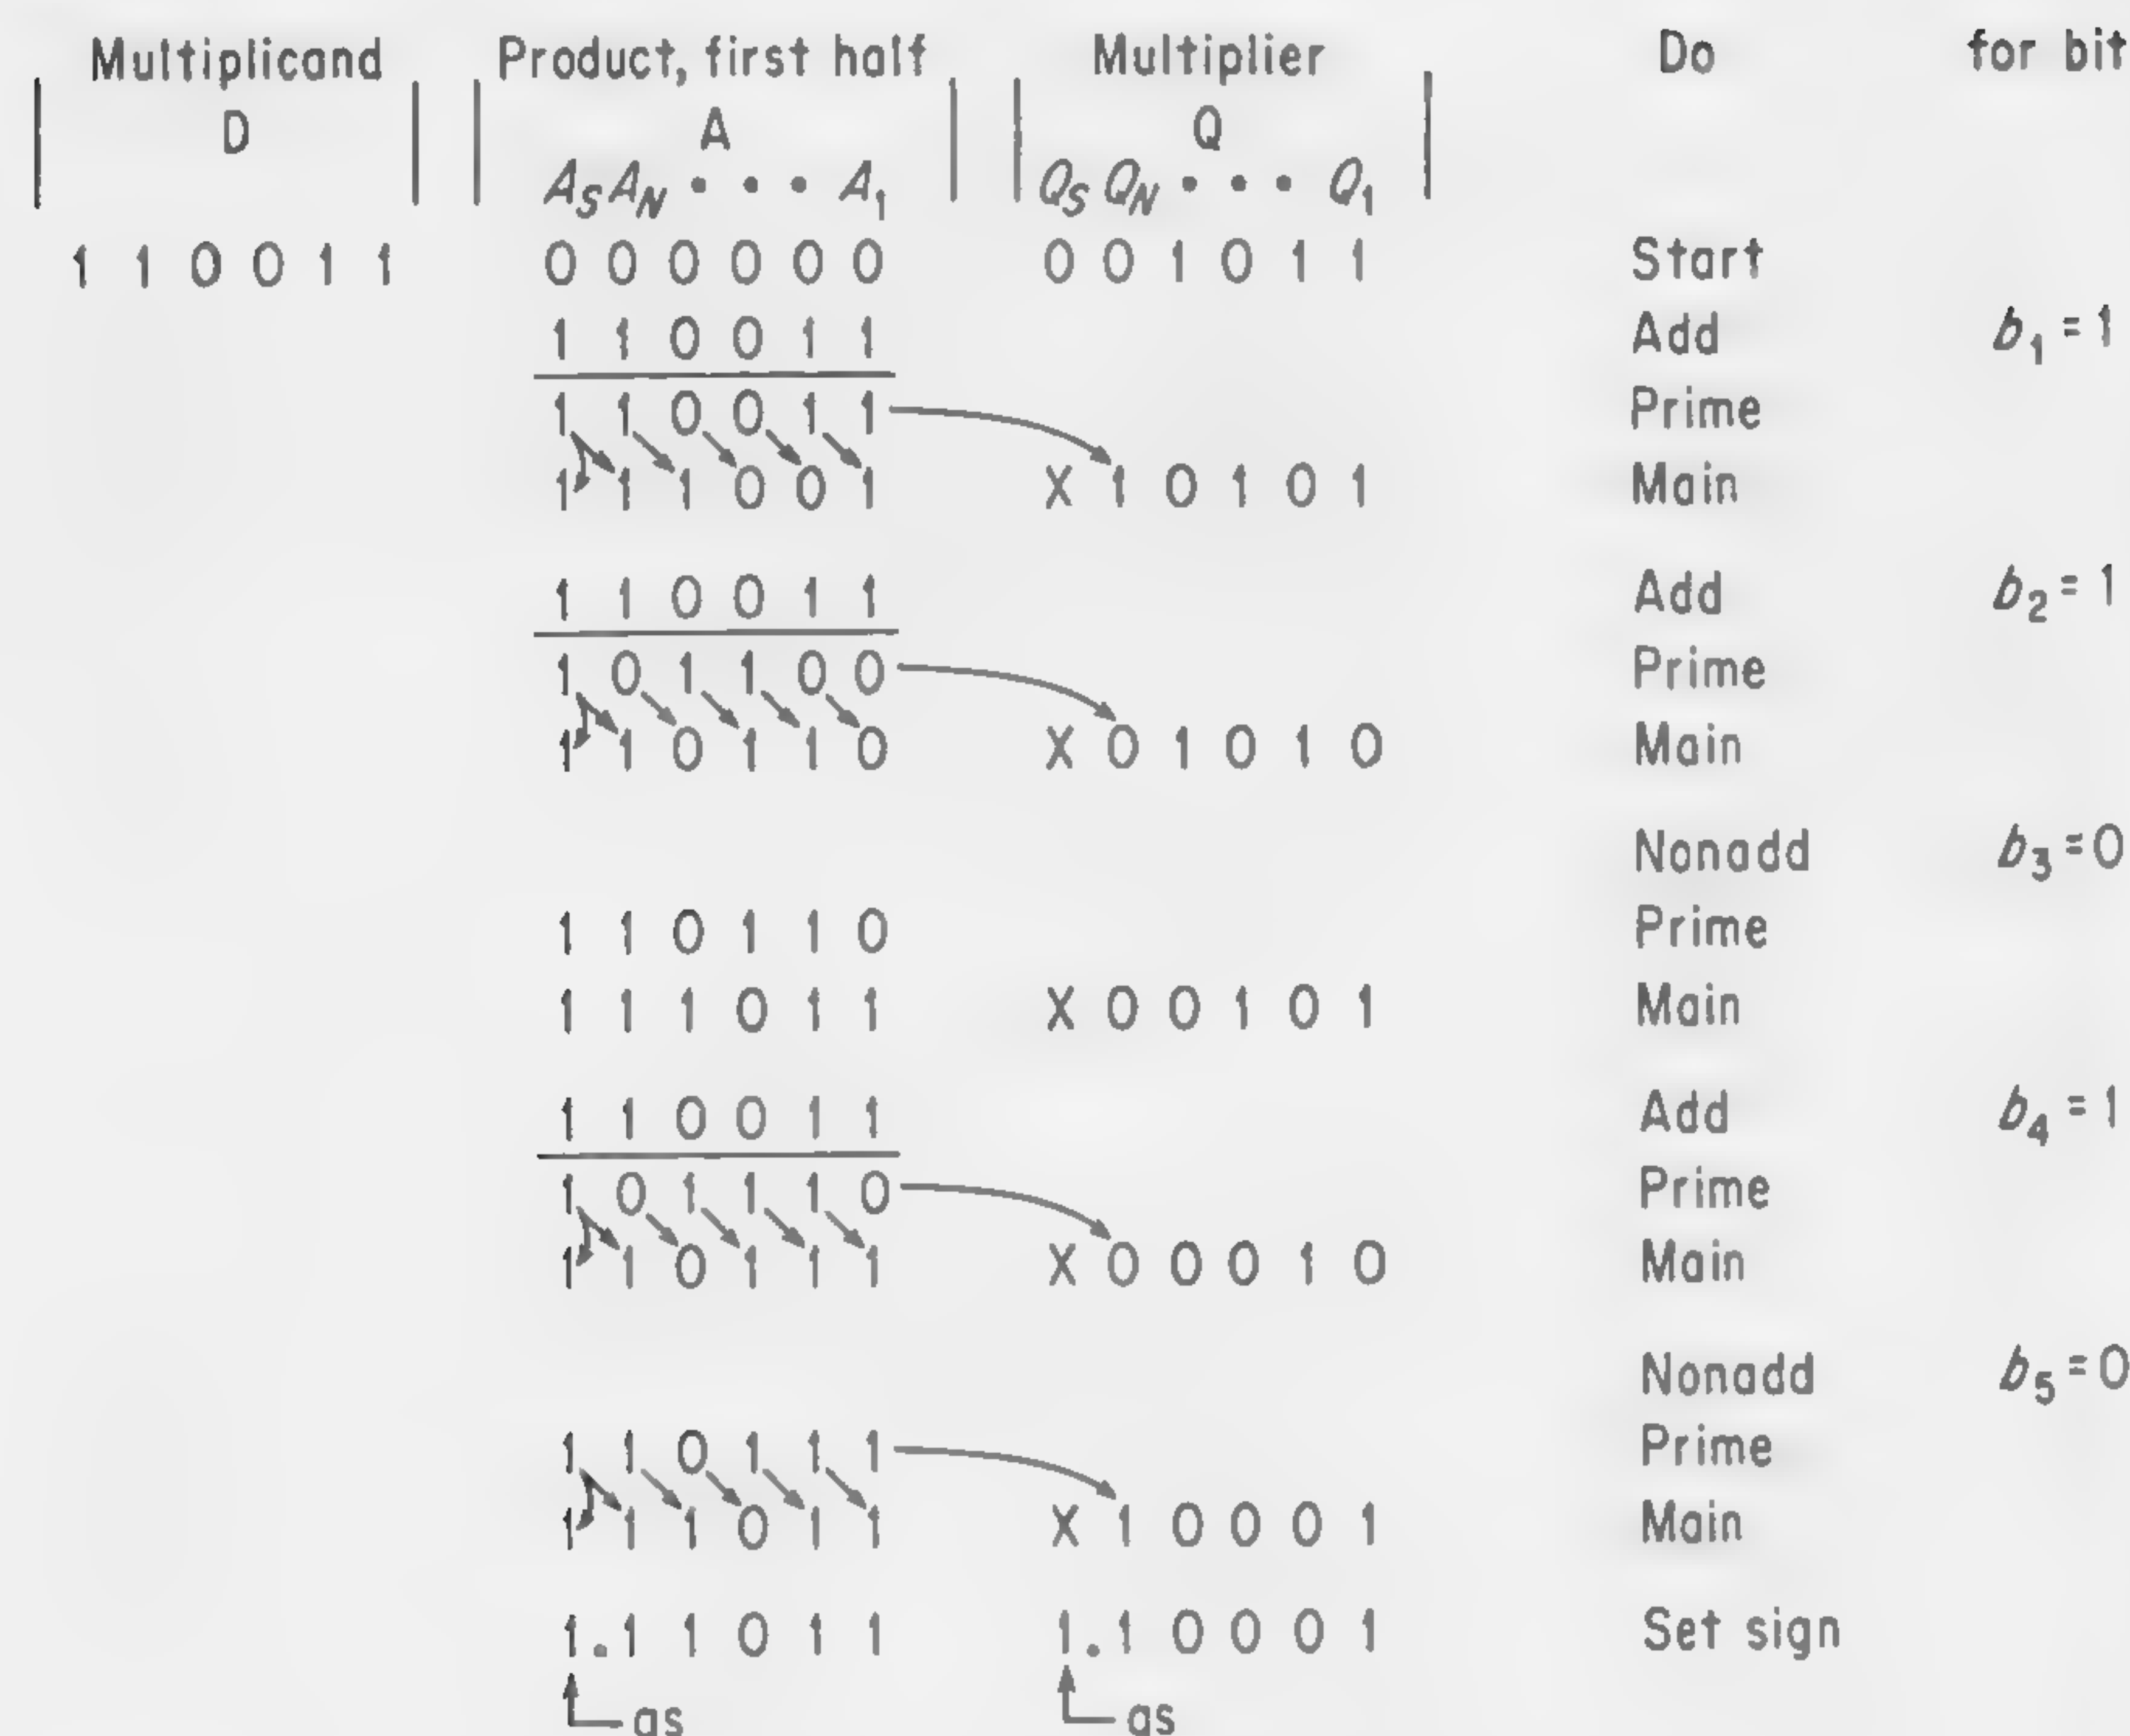 Multiplicand Product, first half Multiplier Do for bit
D A Q
A_S A_N • • • A_1 Q_S Q_N • • • Q_1
1 1 0 0 1 1 0 0 0 0 0 0 0 0 1 0 1 1 Start
1 1 0 0 1 1 Add b_1 = 1
1 1 0 0 1 1 Prime
1 1 1 0 0 1 X 1 0 1 0 1 Main
1 1 0 0 1 1 Add b_2 = 1
1 0 1 1 0 0 Prime
1 1 0 1 1 0 X 0 1 0 1 0 Main
Nonadd b_3 = 0
1 1 0 1 1 0 Prime
1 1 1 0 1 1 X 0 0 1 0 1 Main
1 1 0 0 1 1 Add b_4 = 1
1 0 1 1 1 0 Prime
1 1 0 1 1 1 X 0 0 0 1 0 Main
Nonadd b_5 = 0
1 1 0 1 1 1 Prime
1 1 1 0 1 1 X 1 0 0 0 1 Main
1 . 1 1 0 1 1 1 . 1 0 0 0 1 Set sign
as as